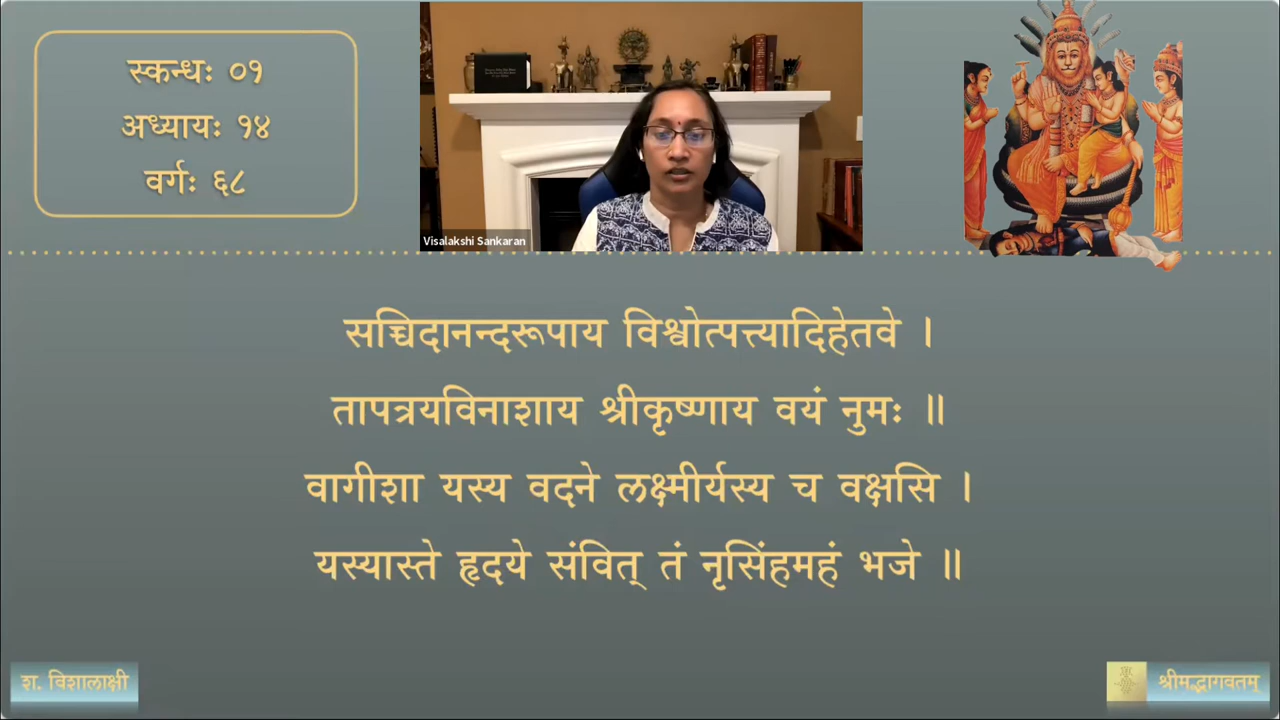 स्कन्धः ०१
अध्यायः १४
वर्गः ६८
Visalakshi Sankaran
सच्चिदानन्दरूपाय विश्वोत्पत्त्यादिहेतवे ।
तापत्रयविनाशाय श्रीकृष्णाय वयं नुमः ॥
वागीशा यस्य वदने लक्ष्मीर्यस्य च वक्षसि ।
यस्यास्ते हृदये संवित् तं नृसिंहमहं भजे ॥
श. विशालाक्षी
श्रीमद्भागवतम्